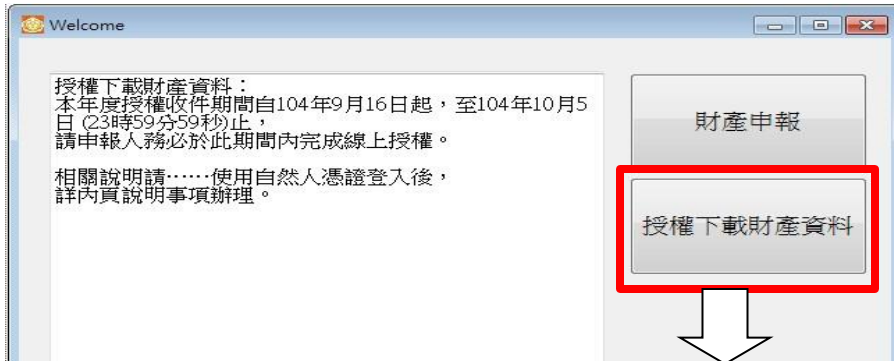 Welcome
授權下載財產資料：
本年度授權收件期間自104年9月16日起，至104年10月5
日 (23時59分59秒)止，
請申報人務必於此期間內完成線上授權。
相關說明請……使用自然人憑證登入後，
詳內頁說明事項辦理。
財產申報
授權下載財產資料